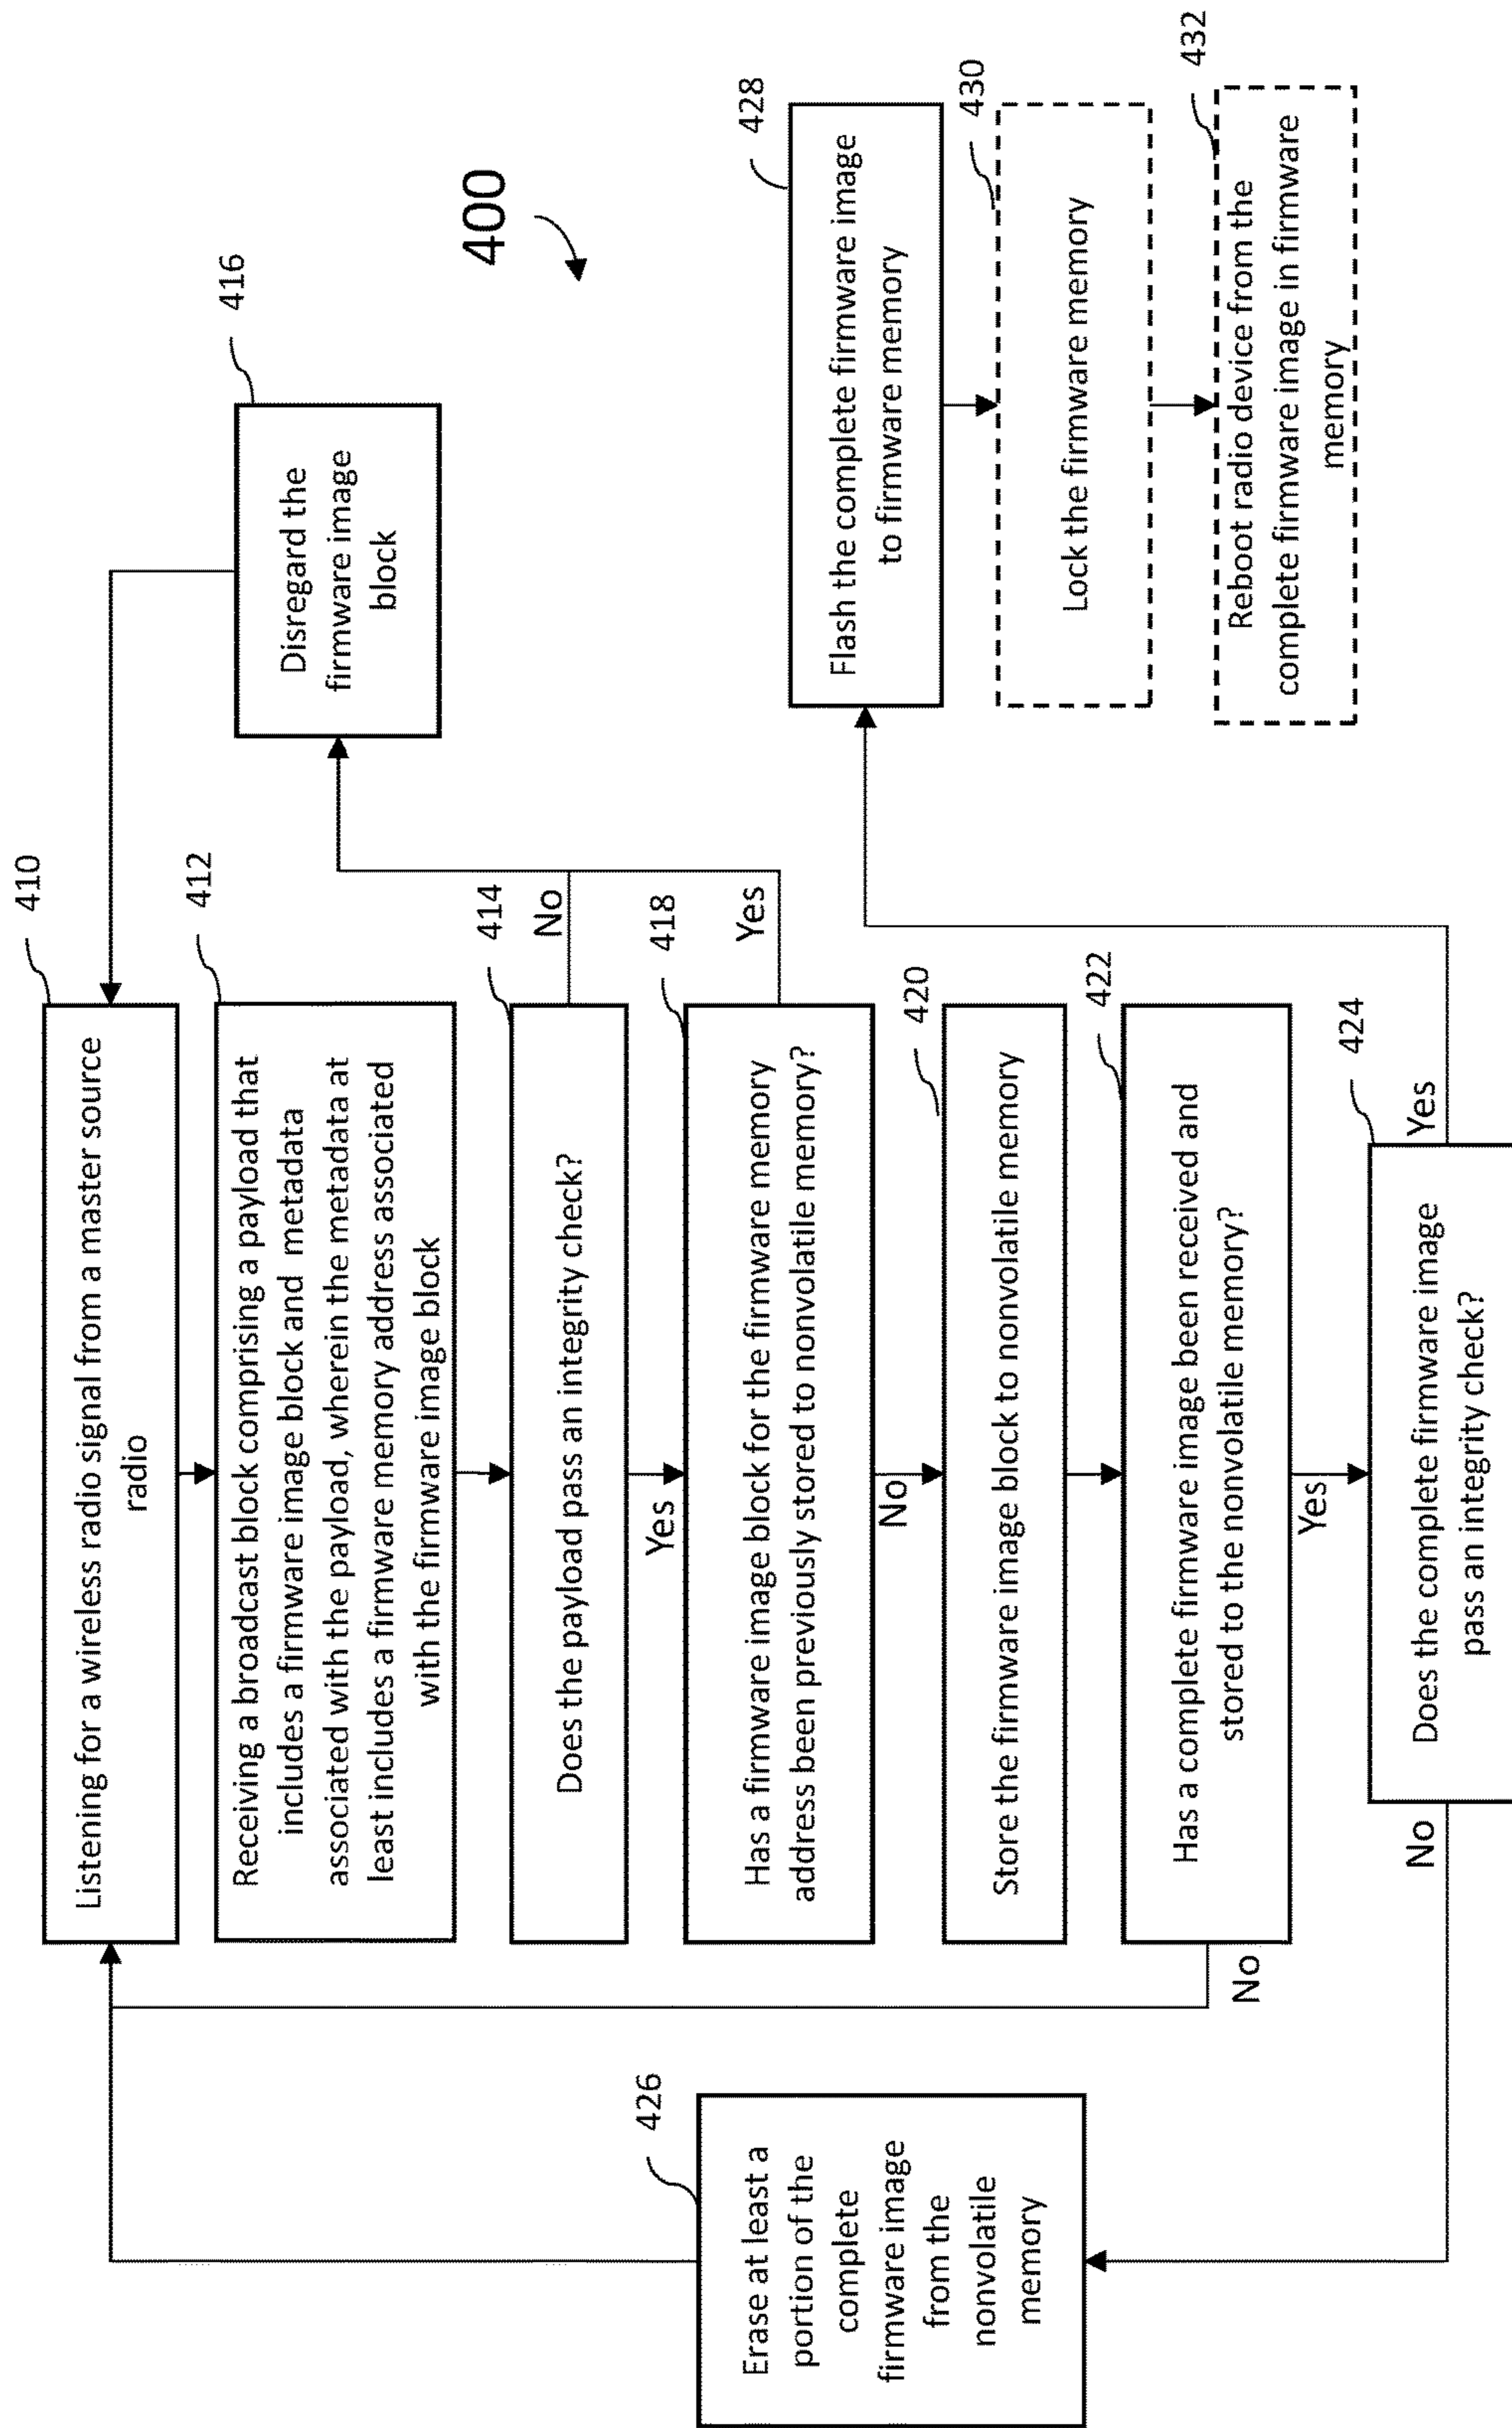 400
410
Listening for a wireless radio signal from a master source
radio
412
Receiving a broadcast block comprising a payload that
includes a firmware image block and metadata
associated with the payload, wherein the metadata at
least includes a firmware memory address associated
with the firmware image block
414
Does the payload pass an integrity check?
No
Yes
416
Disregard the
firmware image
block
418
Has a firmware image block for the firmware memory
address been previously stored to nonvolatile memory?
Yes
No
420
Store the firmware image block to nonvolatile memory
422
Has a complete firmware image been received and
stored to the nonvolatile memory?
No
Yes
424
Does the complete firmware image
pass an integrity check?
No
Yes
426
Erase at least a
portion of the
complete
firmware image
from the
nonvolatile
memory
428
Flash the complete firmware image
to firmware memory
430
Lock the firmware memory
432
Reboot radio device from the
complete firmware image in firmware
memory